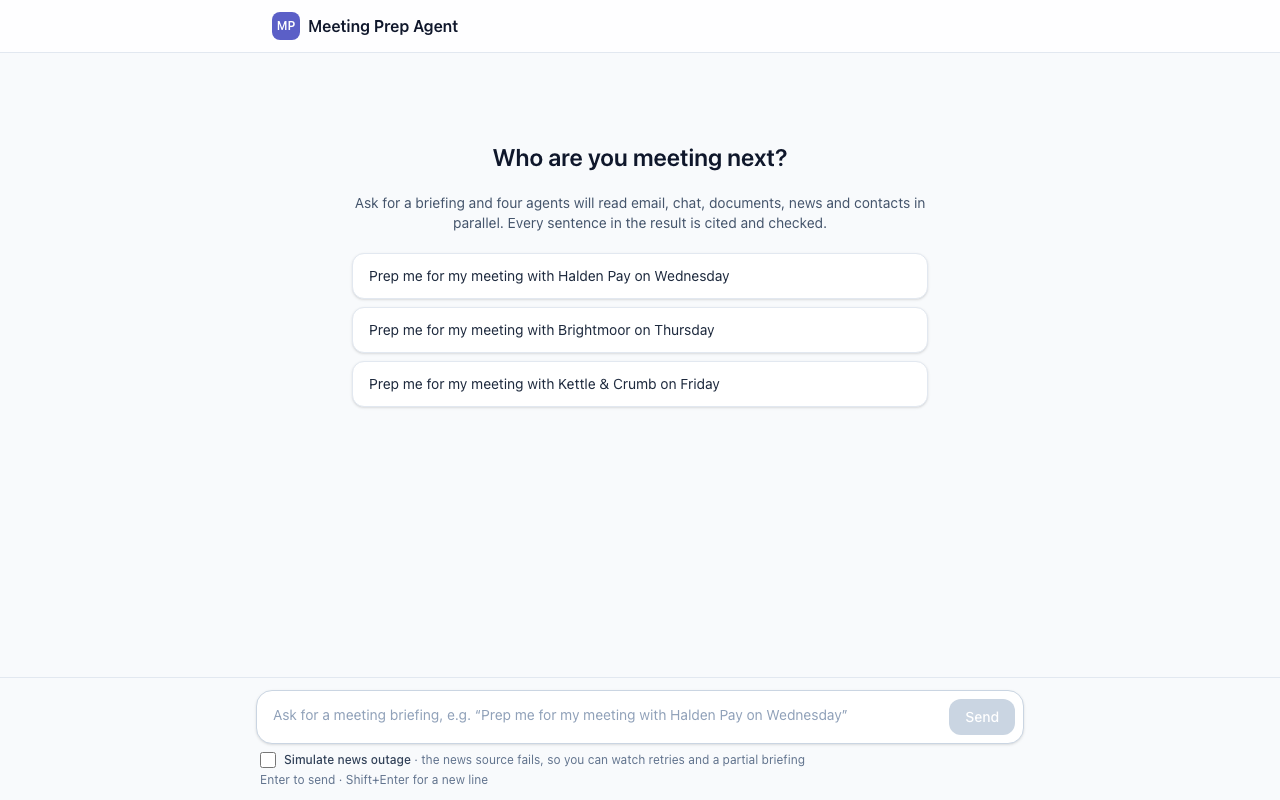 MP Meeting Prep Agent
Who are you meeting next?
Ask for a briefing and four agents will read email, chat, documents, news and contacts in
parallel. Every sentence in the result is cited and checked.
Prep me for my meeting with Halden Pay on Wednesday
Prep me for my meeting with Brightmoor on Thursday
Prep me for my meeting with Kettle & Crumb on Friday
Ask for a meeting briefing, e.g. “Prep me for my meeting with Halden Pay on Wednesday” Send
Simulate news outage · the news source fails, so you can watch retries and a partial briefing
Enter to send · Shift+Enter for a new line